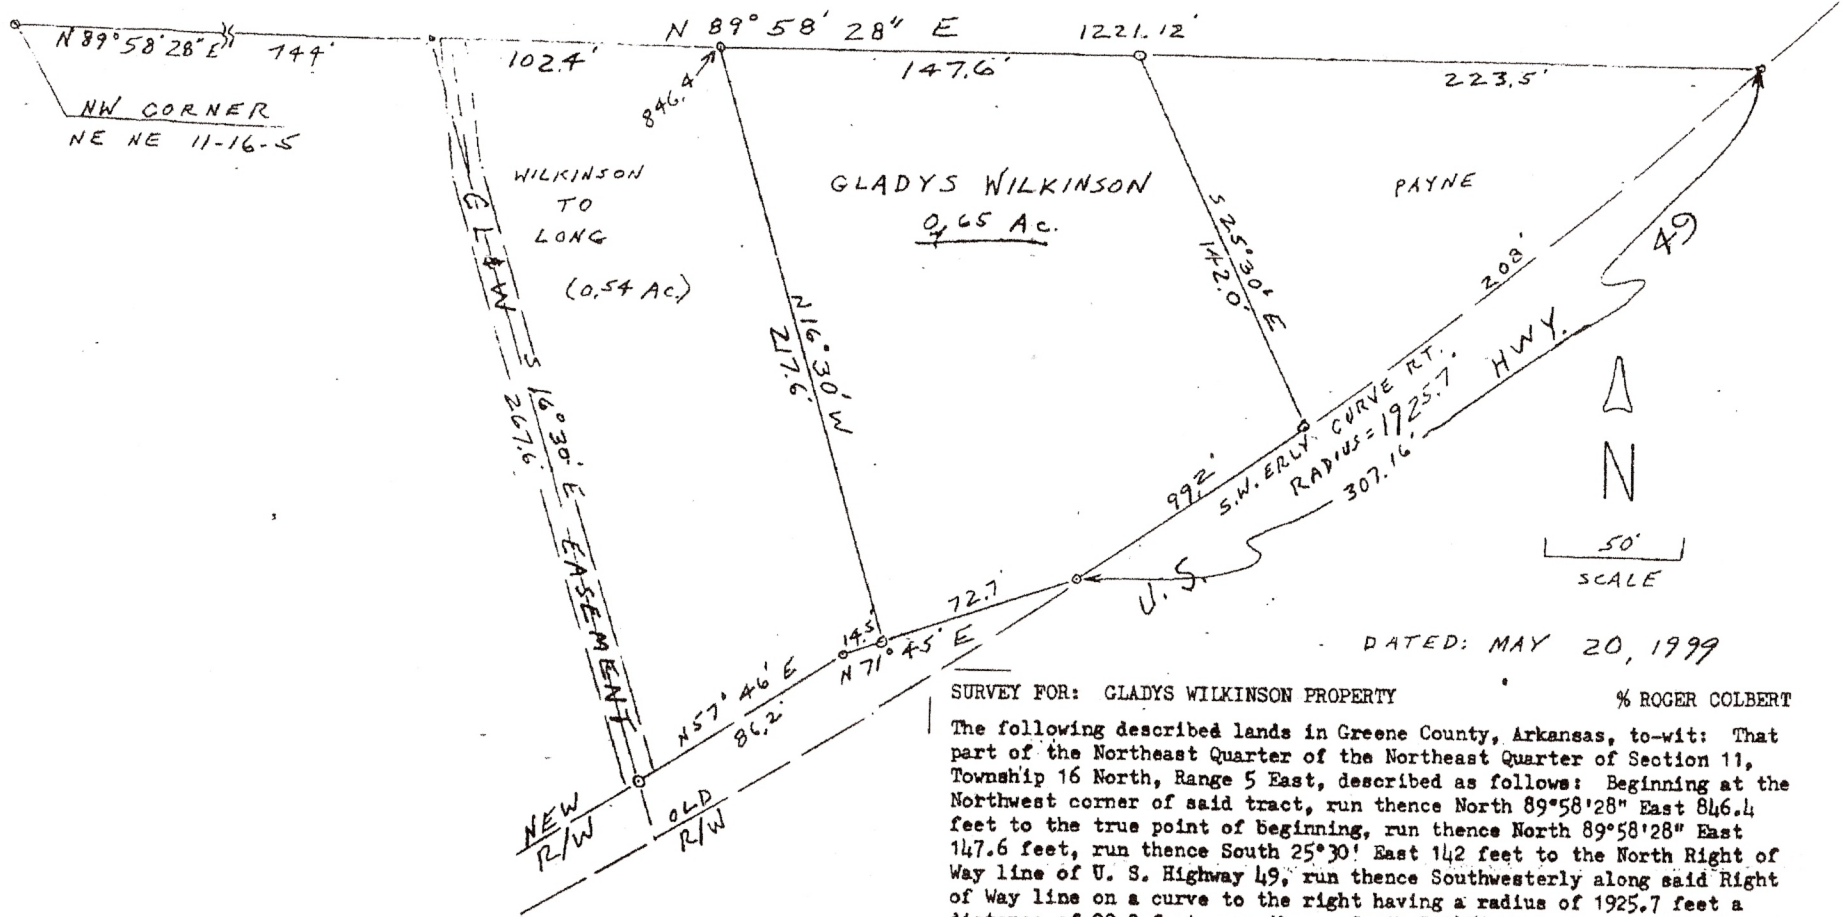 N 89° 58' 28" E 1221.12'
N 89° 58' 28" E 744' 102.4' 147.6' 223.5'
846.4
NW CORNER
NE NE 11-16-5
WILKINSON
TO
LONG
(0.54 AC.)
GLADYS WILKINSON
0.65 Ac.
PAYNE
E L & W S 16° 30' E EASEMENT
267.6'
N 16° 30' W
217.6'
S 25° 30' E
142.0'
208'
49
HWY.
U.S.
S.W. ERLY CURVE RT.
RADIUS = 1925.7'
307.16'
99.2'
72.7'
14.5'
N 71° 45' E
N 57° 46' E
86.2'
NEW
R/W
OLD
R/W
N
50'
SCALE
DATED: MAY 20, 1999
SURVEY FOR: GLADYS WILKINSON PROPERTY % ROGER COLBERT
The following described lands in Greene County, Arkansas, to-wit: That
part of the Northeast Quarter of the Northeast Quarter of Section 11,
Township 16 North, Range 5 East, described as follows: Beginning at the
Northwest corner of said tract, run thence North 89°58'28" East 846.4
feet to the true point of beginning, run thence North 89°58'28" East
147.6 feet, run thence South 25°30' East 142 feet to the North Right of
Way line of U. S. Highway 49, run thence Southwesterly along said Right
of Way line on a curve to the right having a radius of 1925.7 feet a